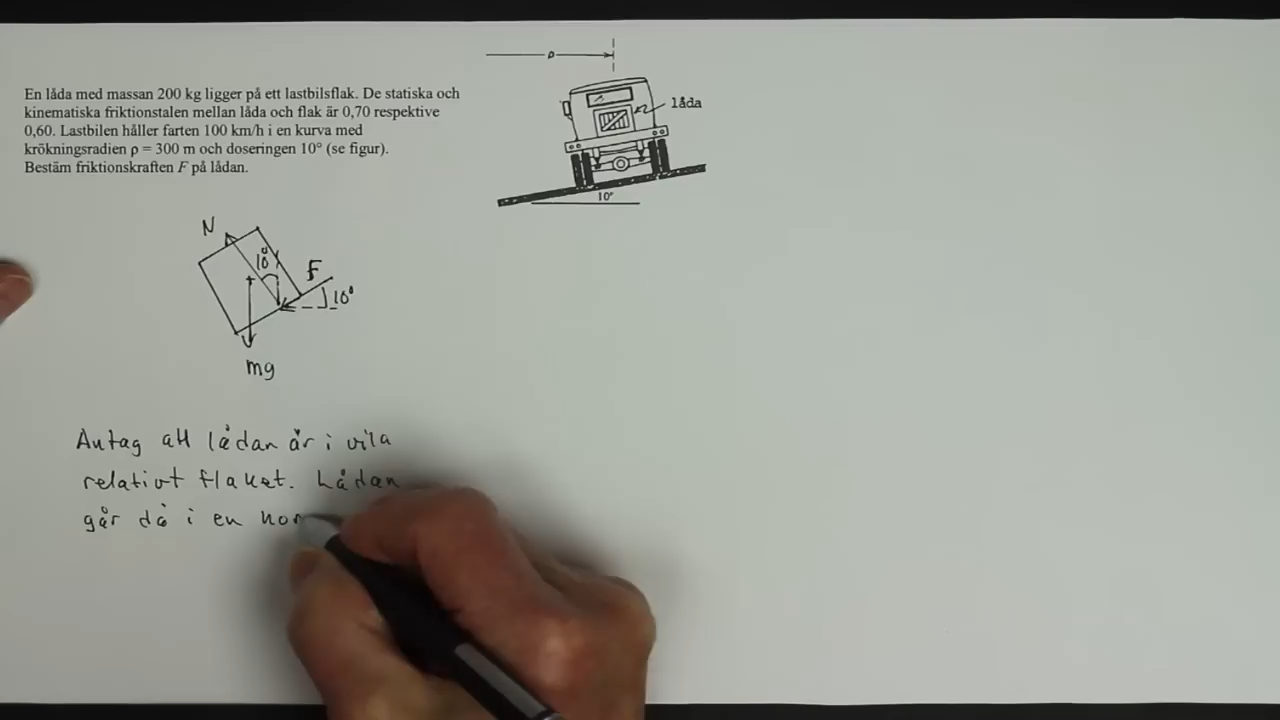 En låda med massan 200 kg ligger på ett lastbilsflak. De statiska och
kinematiska friktionstalen mellan låda och flak är 0,70 respektive
0,60. Lastbilen håller farten 100 km/h i en kurva med
krökningsradien ρ = 300 m och doseringen 10° (se figur).
Bestäm friktionskraften F på lådan.
ρ
låda
10°
N
10°
F
10°
mg
Antag att lådan är i vila
relativt flaket. Lådan
går då i en hor